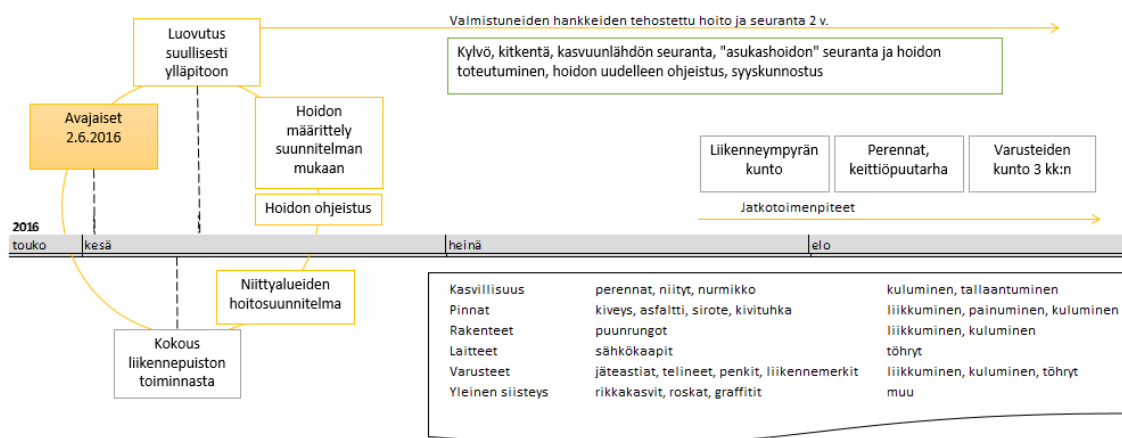 Valmistuneiden hankkeiden tehostettu hoito ja seuranta 2 v.
Luovutus
suullisesti
ylläpitoon
Kylvö, kitkentä, kasvuunlähdön seuranta, "asukashoidon" seuranta ja hoidon
toteutuminen, hoidon uudelleen ohjeistus, syyskunnostus
Avajaiset
2.6.2016
Hoidon
määrittely
suunnitelman
mukaan
Liikenneympyrän
kunto
Perennat,
keittiöpuutarha
Varusteiden
kunto 3 kk:n
Hoidon ohjeistus
Jatkotoimenpiteet
2016
touko kesä heinä elo
Niittyalueiden
hoitosuunnitelma
Kokous
liikennepuiston
toiminnasta
Kasvillisuus perennat, niityt, nurmikko kuluminen, tallaantuminen
Pinnat kiveys, asfaltti, sirote, kivituhka liikkuminen, painuminen, kuluminen
Rakenteet puunrungot liikkuminen, kuluminen
Laitteet sähkökaapit töhryt
Varusteet jäteastiat, telineet, penkit, liikennemerkit liikkuminen, kuluminen, töhryt
Yleinen siisteys rikkakasvit, roskat, graffitit muu